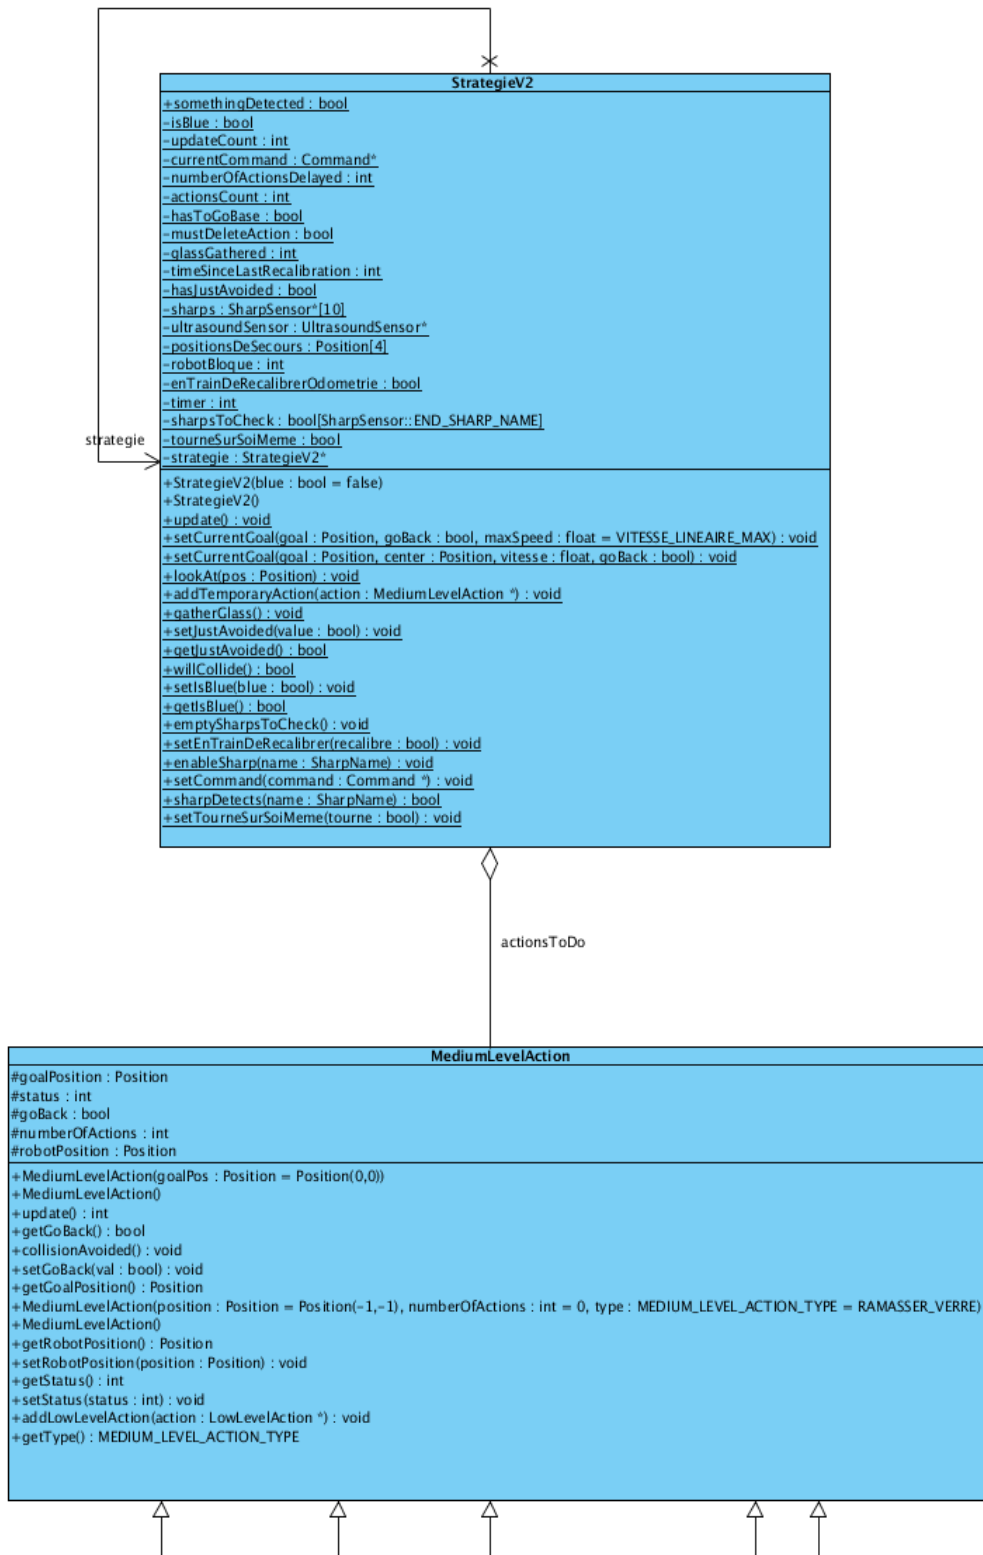 StrategieV2
+somethingDetected : bool
-isBlue : bool
-updateCount : int
-currentCommand : Command*
-numberOfActionsDelayed : int
-actionsCount : int
-hasToGoBase : bool
-mustDeleteAction : bool
-glassGathered : int
-timeSinceLastRecalibration : int
-hasJustAvoided : bool
-sharps : SharpSensor*[10]
-ultrasoundSensor : UltrasoundSensor*
-positionsDeSecours : Position[4]
-robotBloque : int
-enTrainDeRecalibrerOdometrie : bool
-timer : int
-sharpsToCheck : bool[SharpSensor::END_SHARP_NAME]
-tourneSurSoiMeme : bool
strategie
-strategie : StrategieV2*
+StrategieV2(blue : bool = false)
+StrategieV2()
+update() : void
+setCurrentGoal(goal : Position, goBack : bool, maxSpeed : float = VITESSE_LINEAIRE_MAX) : void
+setCurrentGoal(goal : Position, center : Position, vitesse : float, goBack : bool) : void
+lookAt(pos : Position) : void
+addTemporaryAction(action : MediumLevelAction *) : void
+gatherGlass() : void
+setJustAvoided(value : bool) : void
+getJustAvoided() : bool
+willCollide() : bool
+setIsBlue(blue : bool) : void
+getIsBlue() : bool
+emptySharpsToCheck() : void
+setEnTrainDeRecalibrer(recalibre : bool) : void
+enableSharp(name : SharpName) : void
+setCommand(command : Command *) : void
+sharpDetects(name : SharpName) : bool
+setTourneSurSoiMeme(tourne : bool) : void
actionsToDo
MediumLevelAction
#goalPosition : Position
#status : int
#goBack : bool
#numberOfActions : int
#robotPosition : Position
+MediumLevelAction(goalPos : Position = Position(0,0))
+MediumLevelAction()
+update() : int
+getGoBack() : bool
+collisionAvoided() : void
+setGoBack(val : bool) : void
+getGoalPosition() : Position
+MediumLevelAction(position : Position = Position(-1,-1), numberOfActions : int = 0, type : MEDIUM_LEVEL_ACTION_TYPE = RAMASSER_VERRE)
+MediumLevelAction()
+getRobotPosition() : Position
+setRobotPosition(position : Position) : void
+getStatus() : int
+setStatus(status : int) : void
+addLowLevelAction(action : LowLevelAction *) : void
+getType() : MEDIUM_LEVEL_ACTION_TYPE